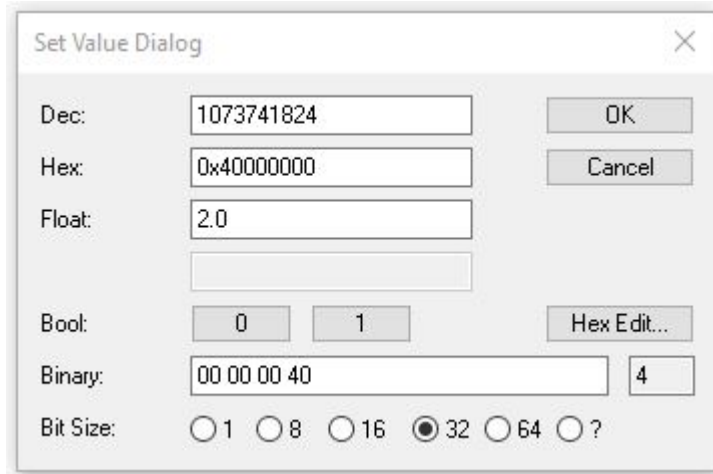 Set Value Dialog
Dec: 1073741824 OK
Hex: 0x40000000 Cancel
Float: 2.0
Bool: 0 1 Hex Edit...
Binary: 00 00 00 40 4
Bit Size: 1 8 16 32 64 ?